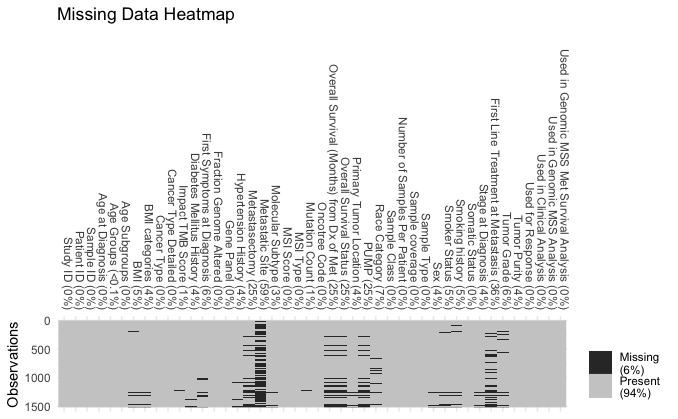 Missing Data Heatmap
Study ID (0%)
Patient ID (0%)
Sample ID (0%)
Age at Diagnosis (0%)
Age Groups (<0.1%)
Age Subgroups (0%)
BMI (5%)
BMI categories (4%)
Cancer Type (0%)
Cancer Type Detailed (0%)
Impact TMB Score (1%)
Diabetes Mellitus History (4%)
First Symptoms at Diagnosis (6%)
Fraction Genome Altered (0%)
Gene Panel (0%)
Hypertension History (4%)
Metastasectomy (25%)
Metastatic Site (59%)
Molecular Subtype (3%)
MSI Score (0%)
MSI Type (0%)
Mutation Count (1%)
Oncotree Code (0%)
Overall Survival (Months) from Dx of Met (25%)
Overall Survival Status (25%)
Primary Tumor Location (4%)
PUMP (25%)
Race Category (7%)
Sample Class (0%)
Number of Samples Per Patient (0%)
Sample coverage (0%)
Sample Type (0%)
Sex (4%)
Smoker Status (5%)
Smoking history (5%)
Somatic Status (0%)
Stage at Diagnosis (4%)
First Line Treatment at Metastasis (36%)
Tumor Grade (6%)
Tumor Purity (4%)
Used for Response (0%)
Used in Clinical Analysis (0%)
Used in Genomic MSS Analysis (0%)
Used in Genomic MSS Met Survival Analysis (0%)
Observations
0
500
1000
1500
Missing
(6%)
Present
(94%)